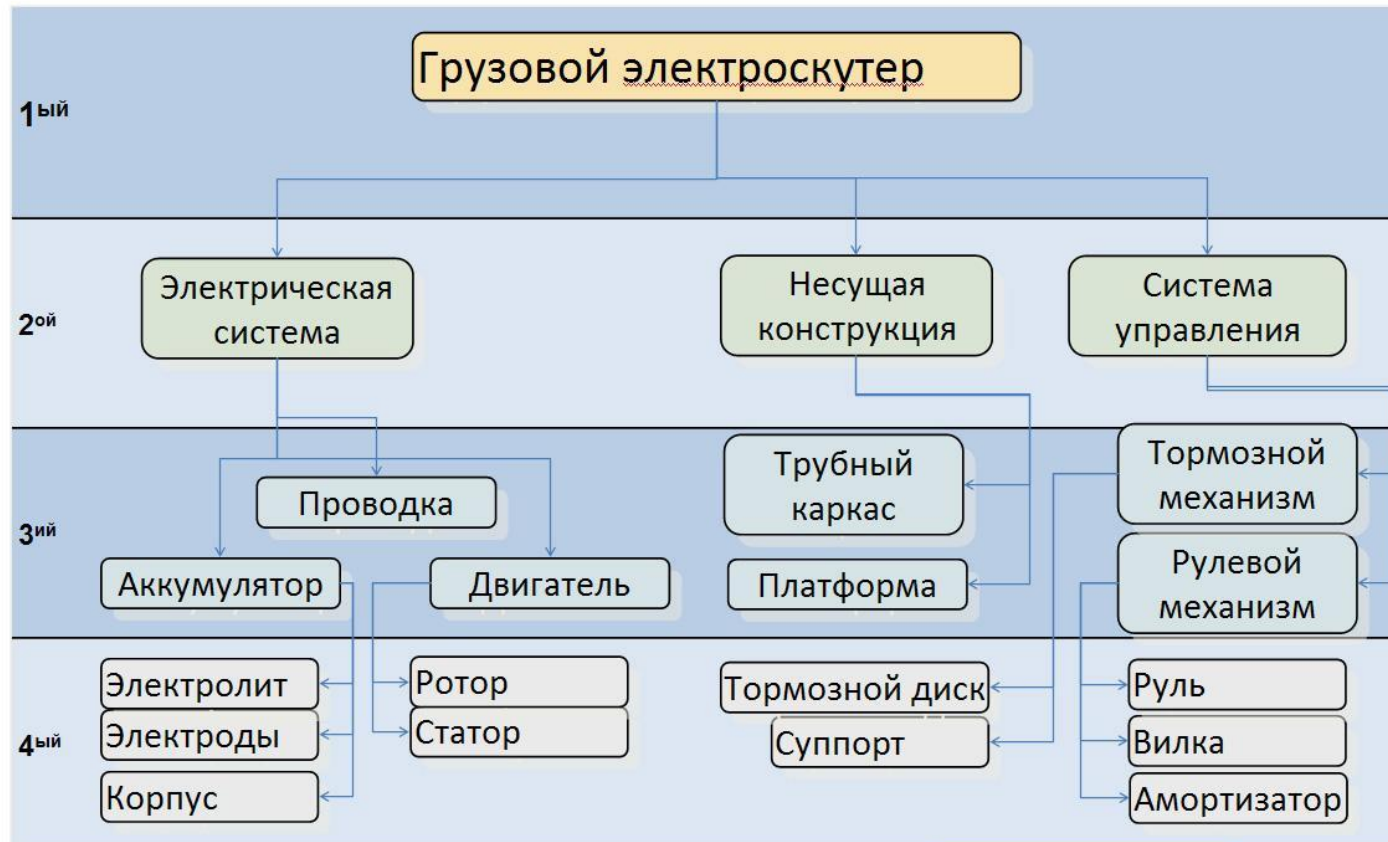 Грузовой электроскутер
1ый
Электрическая
система
Несущая
конструкция
Система
управления
2ой
Трубный
каркас
Тормозной
механизм
Проводка
3ий
Аккумулятор
Двигатель
Платформа
Рулевой
механизм
Электролит
Ротор
Тормозной диск
Руль
Электроды
Статор
Суппорт
Вилка
4ый
Корпус
Амортизатор